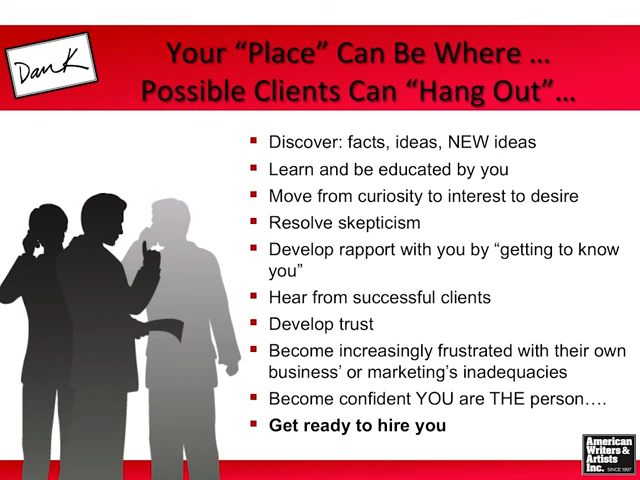 Dan K
Your “Place” Can Be Where …
Possible Clients Can “Hang Out”…
▪ Discover: facts, ideas, NEW ideas
▪ Learn and be educated by you
▪ Move from curiosity to interest to desire
▪ Resolve skepticism
▪ Develop rapport with you by “getting to know
you”
▪ Hear from successful clients
▪ Develop trust
▪ Become increasingly frustrated with their own
business’ or marketing’s inadequacies
▪ Become confident YOU are THE person….
▪ Get ready to hire you
American
Writers &
Artists
Inc. SINCE 1997